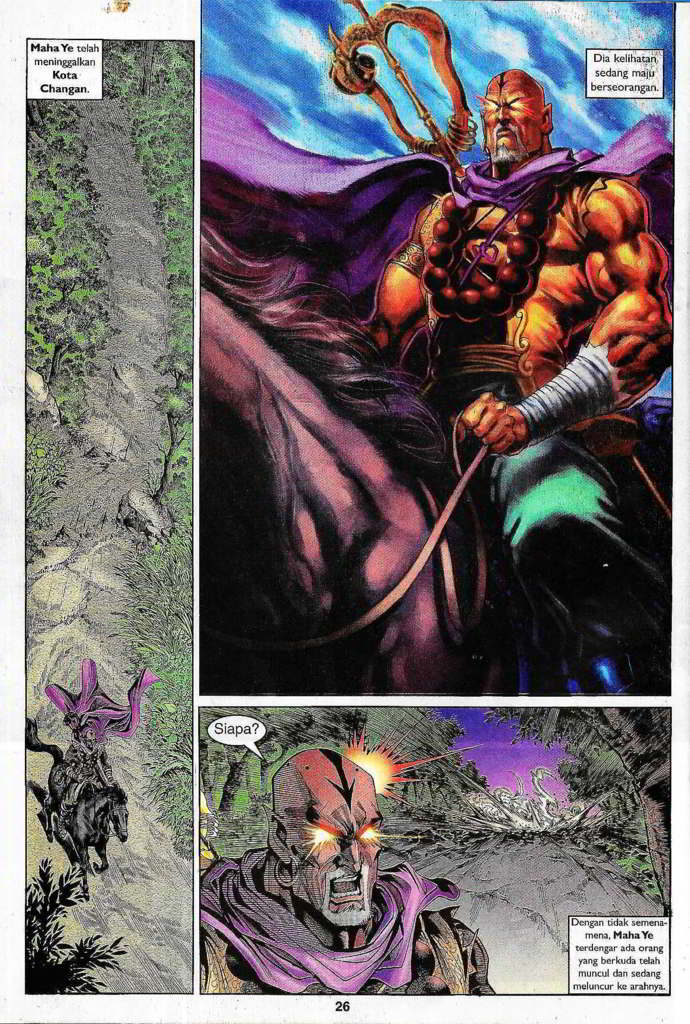 Maha Ye telah
meninggalkan
Kota
Changan.
Dia kelihatan
sedang maju
berseorangan.
Siapa?
Dengan tidak semena-
mena, Maha Ye
terdengar ada orang
yang berkuda telah
muncul dan sedang
meluncur ke arahnya.
26